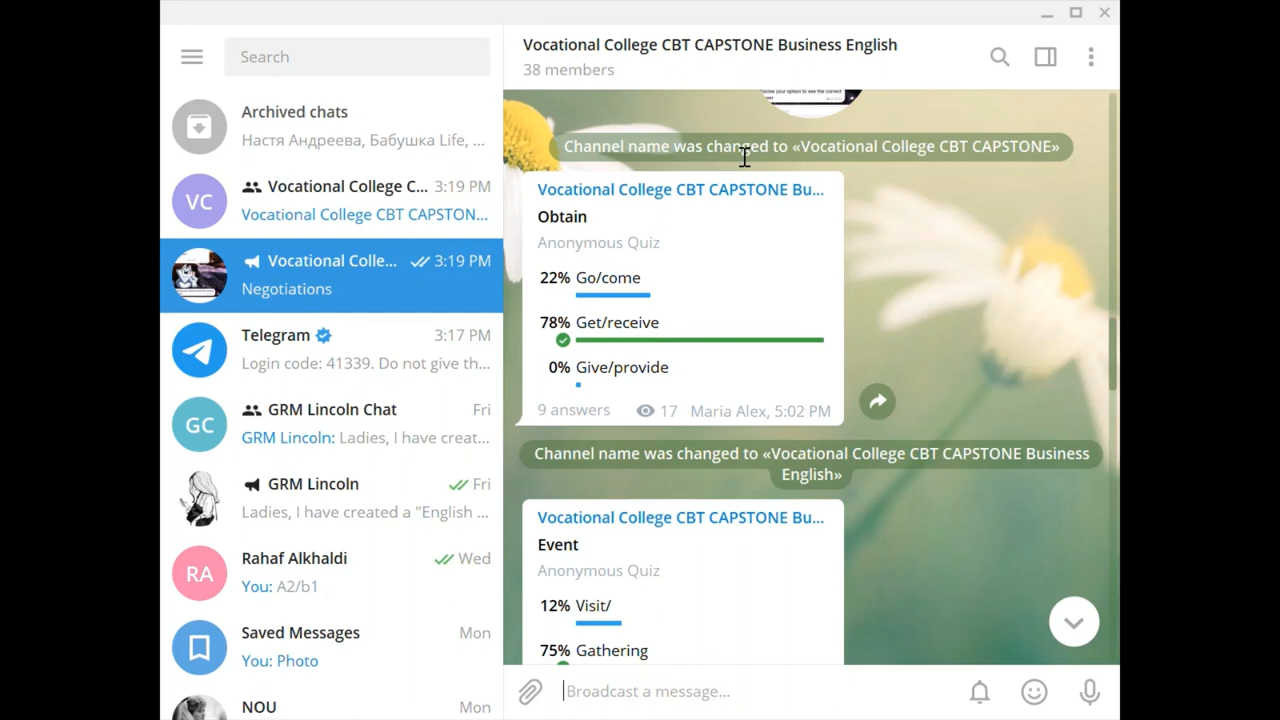 Search
Archived chats
Настя Андреева, Бабушка Life, ...
VC
Vocational College C...
3:19 PM
Vocational College CBT CAPSTON...
Vocational Colle...
3:19 PM
Negotiations
Telegram
3:17 PM
Login code: 41339. Do not give th...
GC
GRM Lincoln Chat
Fri
GRM Lincoln: Ladies, I have creat...
GRM Lincoln
Fri
Ladies, I have created a "English ...
RA
Rahaf Alkhaldi
Wed
You: A2/b1
Saved Messages
Mon
You: Photo
NOU
Mon
Vocational College CBT CAPSTONE Business English
38 members
Channel name was changed to «Vocational College CBT CAPSTONE»
Vocational College CBT CAPSTONE Bu...
Obtain
Anonymous Quiz
22% Go/come
78% Get/receive
0% Give/provide
9 answers
17
Maria Alex, 5:02 PM
Channel name was changed to «Vocational College CBT CAPSTONE Business
English»
Vocational College CBT CAPSTONE Bu...
Event
Anonymous Quiz
12% Visit/
75% Gathering
Broadcast a message...